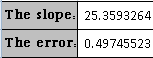 The slope: 25.3593264
The error: 0.49745523